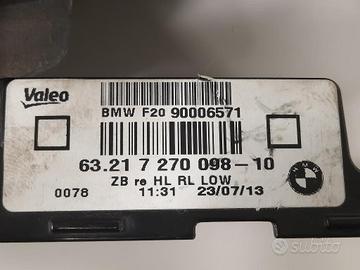 Valeo
BMW F20 90006571
63.21 7 270 098-10
ZB re HL RL LOW
0078 11:31 23/07/13
subito